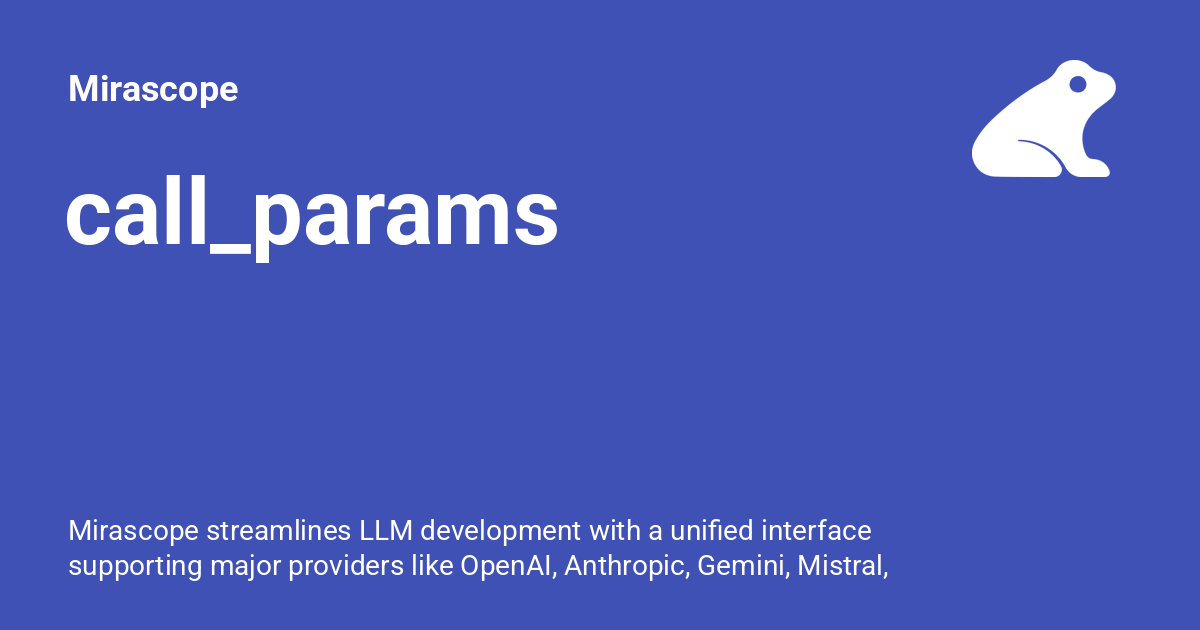 Mirascope
call_params
Mirascope streamlines LLM development with a unified interface
supporting major providers like OpenAI, Anthropic, Gemini, Mistral,